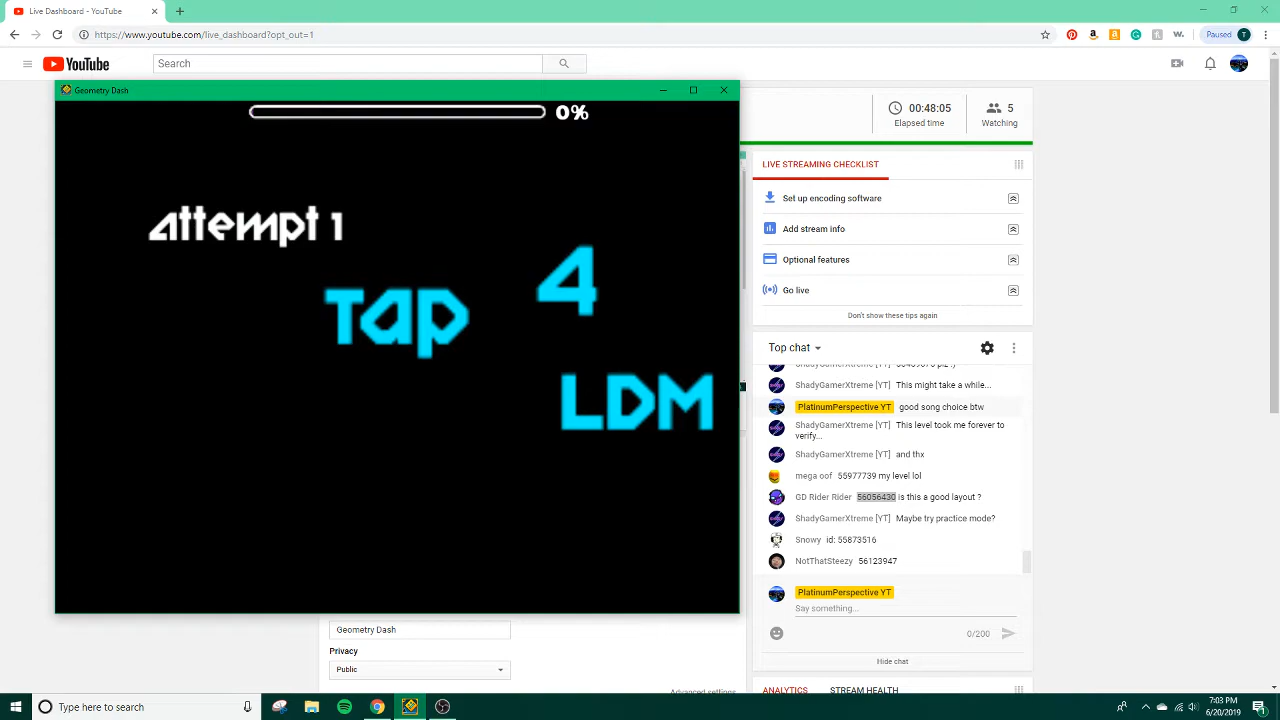 Live Dashboard - YouTube
https://www.youtube.com/live_dashboard?opt_out=1
Paused
T
YouTube
Search
Geometry Dash
0%
Attempt 1
Tap 4
LDM
00:48:05
Elapsed time
5
Watching
LIVE STREAMING CHECKLIST
Set up encoding software
Add stream info
Optional features
Go live
Don't show these tips again
Top chat
ShadyGamerXtreme [YT] This might take a while...
PlatinumPerspective YT good song choice btw
ShadyGamerXtreme [YT] This level took me forever to
verify...
ShadyGamerXtreme [YT] and thx
mega oof 55977739 my level lol
GD Rider Rider 56056430 is this a good layout ?
ShadyGamerXtreme [YT] Maybe try practice mode?
Snowy id: 55873516
NotThatSteezy 56123947
PlatinumPerspective YT
Say something...
0/200
Hide chat
Geometry Dash
Privacy
Public
Advanced settings
ANALYTICS STREAM HEALTH
Type here to search
7:03 PM
6/20/2019